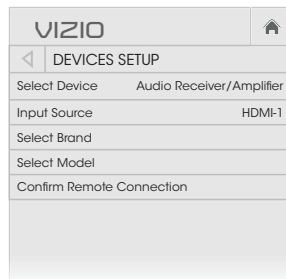 VIZIO
DEVICES SETUP
Select Device Audio Receiver/Amplifier
Input Source HDMI-1
Select Brand
Select Model
Confirm Remote Connection